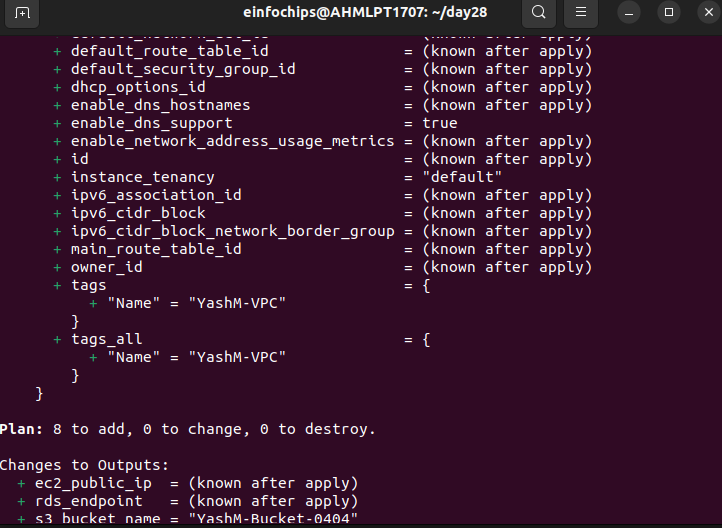 einfochips@AHMLPT1707: ~/day28
+ default_route_table_id = (known after apply)
+ default_security_group_id = (known after apply)
+ dhcp_options_id = (known after apply)
+ enable_dns_hostnames = (known after apply)
+ enable_dns_support = true
+ enable_network_address_usage_metrics = (known after apply)
+ id = (known after apply)
+ instance_tenancy = "default"
+ ipv6_association_id = (known after apply)
+ ipv6_cidr_block = (known after apply)
+ ipv6_cidr_block_network_border_group = (known after apply)
+ main_route_table_id = (known after apply)
+ owner_id = (known after apply)
+ tags = {
+ "Name" = "YashM-VPC"
}
+ tags_all = {
+ "Name" = "YashM-VPC"
}
}
Plan: 8 to add, 0 to change, 0 to destroy.
Changes to Outputs:
+ ec2_public_ip = (known after apply)
+ rds_endpoint = (known after apply)
+ s3_bucket_name = "YashM-Bucket-0404"